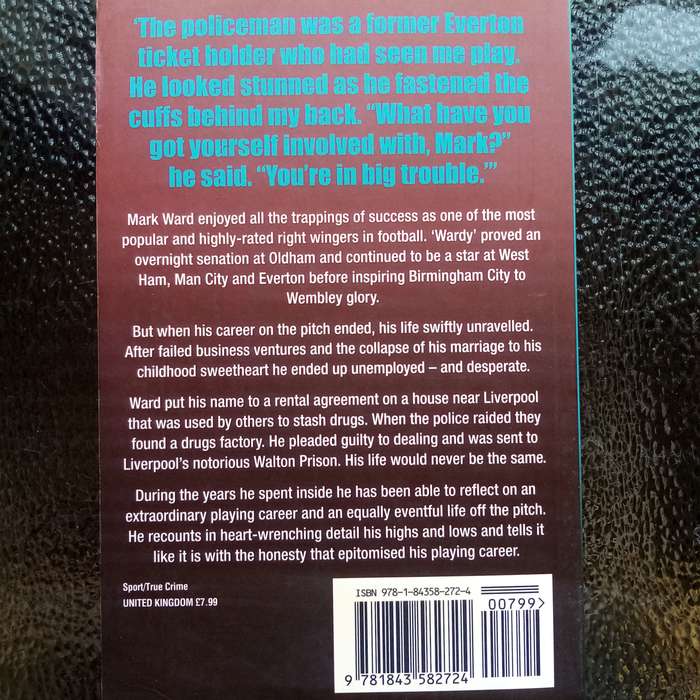 ‘The policeman was a former Everton
ticket holder who had seen me play.
He looked stunned as he fastened the
cuffs behind my back. “What have you
got yourself involved with, Mark?”
he said. “You’re in big trouble.”’
Mark Ward enjoyed all the trappings of success as one of the most
popular and highly-rated right wingers in football. ‘Wardy’ proved an
overnight senation at Oldham and continued to be a star at West
Ham, Man City and Everton before inspiring Birmingham City to
Wembley glory.
But when his career on the pitch ended, his life swiftly unravelled.
After failed business ventures and the collapse of his marriage to his
childhood sweetheart he ended up unemployed – and desperate.
Ward put his name to a rental agreement on a house near Liverpool
that was used by others to stash drugs. When the police raided they
found a drugs factory. He pleaded guilty to dealing and was sent to
Liverpool’s notorious Walton Prison. His life would never be the same.
During the years he spent inside he has been able to reflect on an
extraordinary playing career and an equally eventful life off the pitch.
He recounts in heart-wrenching detail his highs and lows and tells it
like it is with the honesty that epitomised his playing career.
Sport/True Crime
UNITED KINGDOM £7.99
ISBN 978-1-84358-272-4
00799>
9 781843 582724